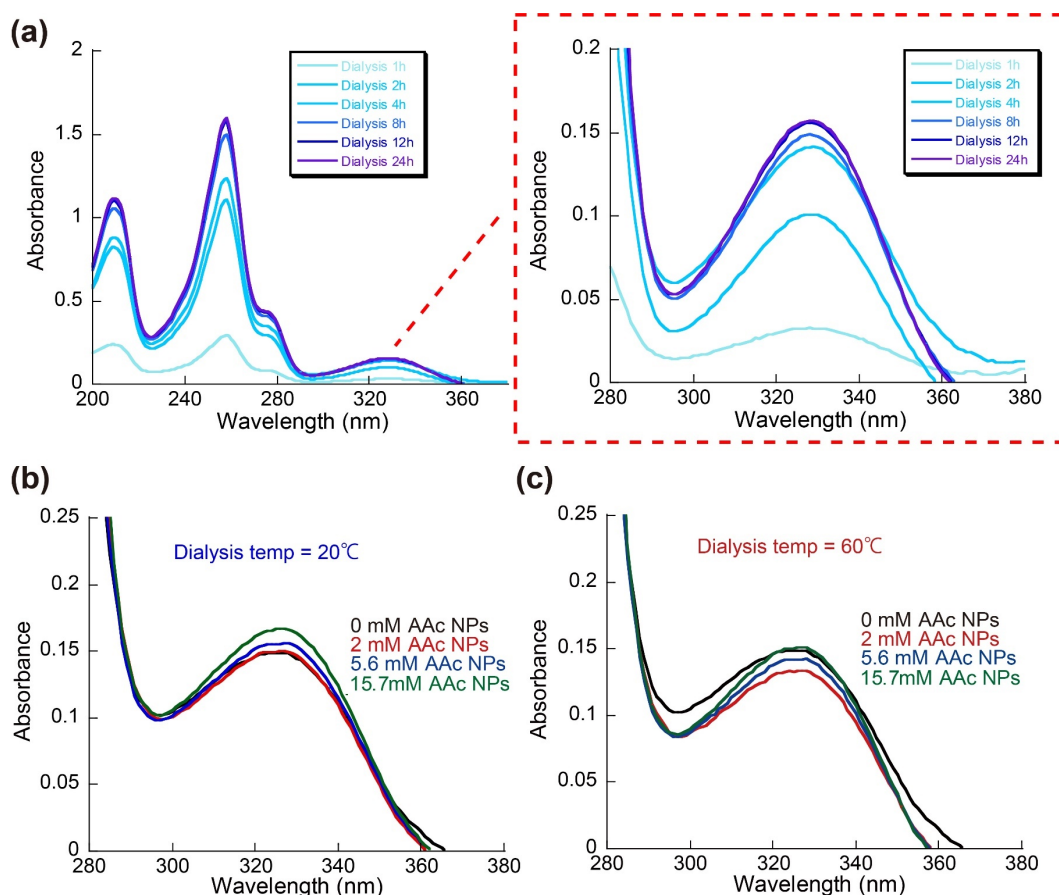 (a)
2
1.5
1
0.5
0
Absorbance
200
240
280
320
360
Wavelength (nm)
Dialysis 1h
Dialysis 2h
Dialysis 4h
Dialysis 8h
Dialysis 12h
Dialysis 24h
0.2
0.15
0.1
0.05
0
Absorbance
280
300
320
340
360
380
Wavelength (nm)
Dialysis 1h
Dialysis 2h
Dialysis 4h
Dialysis 8h
Dialysis 12h
Dialysis 24h
(b)
0.25
0.2
0.15
0.1
0.05
0
Absorbance
Dialysis temp = 20℃
0 mM AAc NPs
2 mM AAc NPs
5.6 mM AAc NPs
15.7mM AAc NPs
280
300
320
340
360
380
Wavelength (nm)
(c)
0.25
0.2
0.15
0.1
0.05
0
Absorbance
Dialysis temp = 60℃
0 mM AAc NPs
2 mM AAc NPs
5.6 mM AAc NPs
15.7mM AAc NPs
280
300
320
340
360
380
Wavelength (nm)